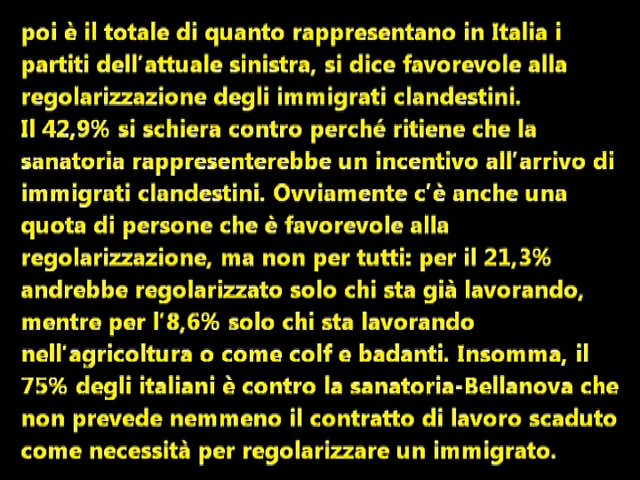 poi è il totale di quanto rappresentano in Italia i
partiti dell'attuale sinistra, si dice favorevole alla
regolarizzazione degli immigrati clandestini.
Il 42,9% si schiera contro perché ritiene che la
sanatoria rappresenterebbe un incentivo all'arrivo di
immigrati clandestini. Ovviamente c'è anche una
quota di persone che è favorevole alla
regolarizzazione, ma non per tutti: per il 21,3%
andrebbe regolarizzato solo chi sta già lavorando,
mentre per l'8,6% solo chi sta lavorando
nell'agricoltura o come colf e badanti. Insomma, il
75% degli italiani è contro la sanatoria-Bellanova che
non prevede nemmeno il contratto di lavoro scaduto
come necessità per regolarizzare un immigrato.